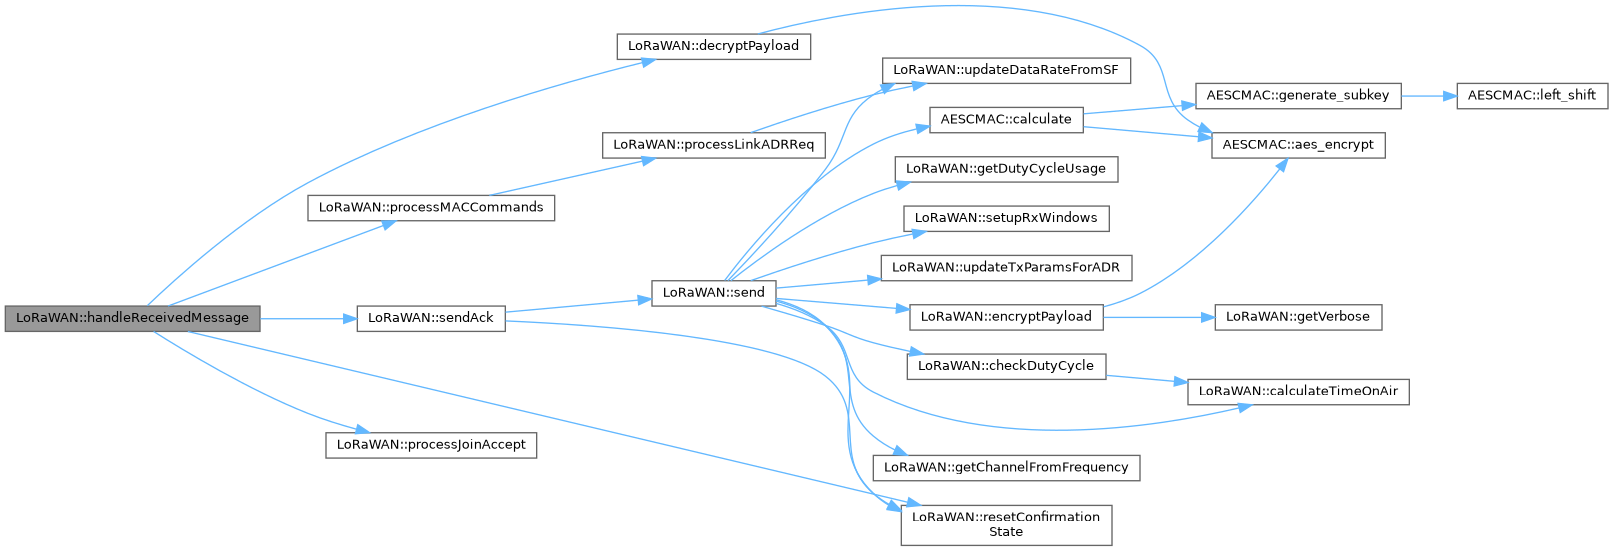 LoRaWAN::decryptPayload
LoRaWAN::updateDataRateFromSF
AESCMAC::generate_subkey
AESCMAC::left_shift
AESCMAC::calculate
LoRaWAN::processLinkADRReq
AESCMAC::aes_encrypt
LoRaWAN::getDutyCycleUsage
LoRaWAN::processMACCommands
LoRaWAN::setupRxWindows
LoRaWAN::updateTxParamsForADR
LoRaWAN::send
LoRaWAN::handleReceivedMessage
LoRaWAN::sendAck
LoRaWAN::encryptPayload
LoRaWAN::getVerbose
LoRaWAN::checkDutyCycle
LoRaWAN::calculateTimeOnAir
LoRaWAN::processJoinAccept
LoRaWAN::getChannelFromFrequency
LoRaWAN::resetConfirmation
State